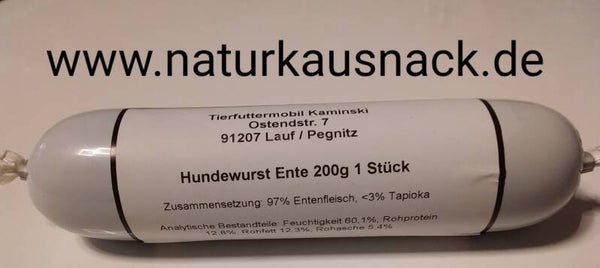 www.naturkausnack.de
Tierfuttermobil Kaminski
Ostendstr. 7
91207 Lauf / Pegnitz
Hundewurst Ente 200g 1 Stück
Zusammensetzung: 97% Entenfleisch, <3% Tapioka
Analytische Bestandteile: Feuchtigkeit 60,1%, Rohprotein
12,8%, Rohfett 12,3%, Rohasche 5,4%